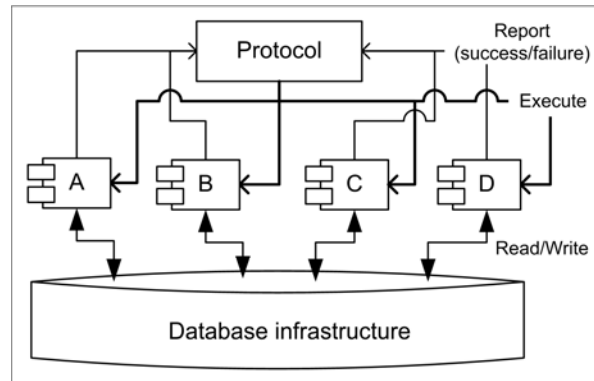 Protocol
Report
(success/failure)
Execute
A
B
C
D
Read/Write
Database infrastructure